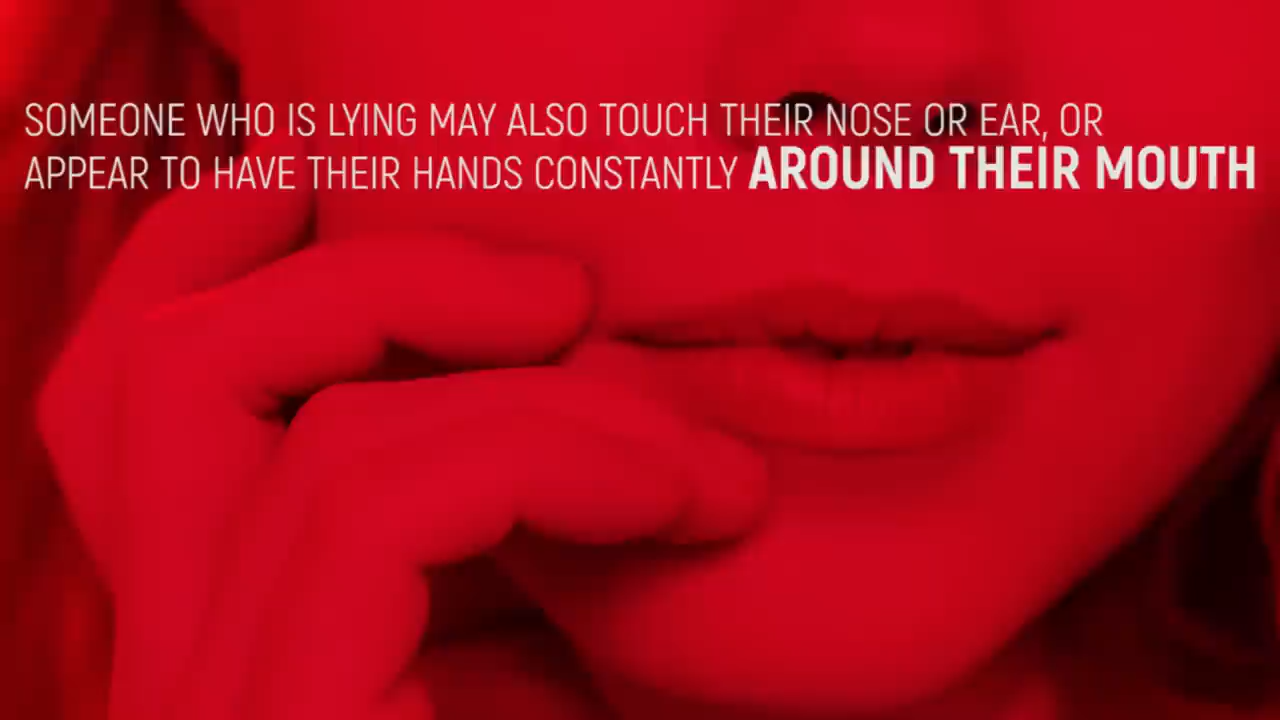 SOMEONE WHO IS LYING MAY ALSO TOUCH THEIR NOSE OR EAR, OR
APPEAR TO HAVE THEIR HANDS CONSTANTLY AROUND THEIR MOUTH